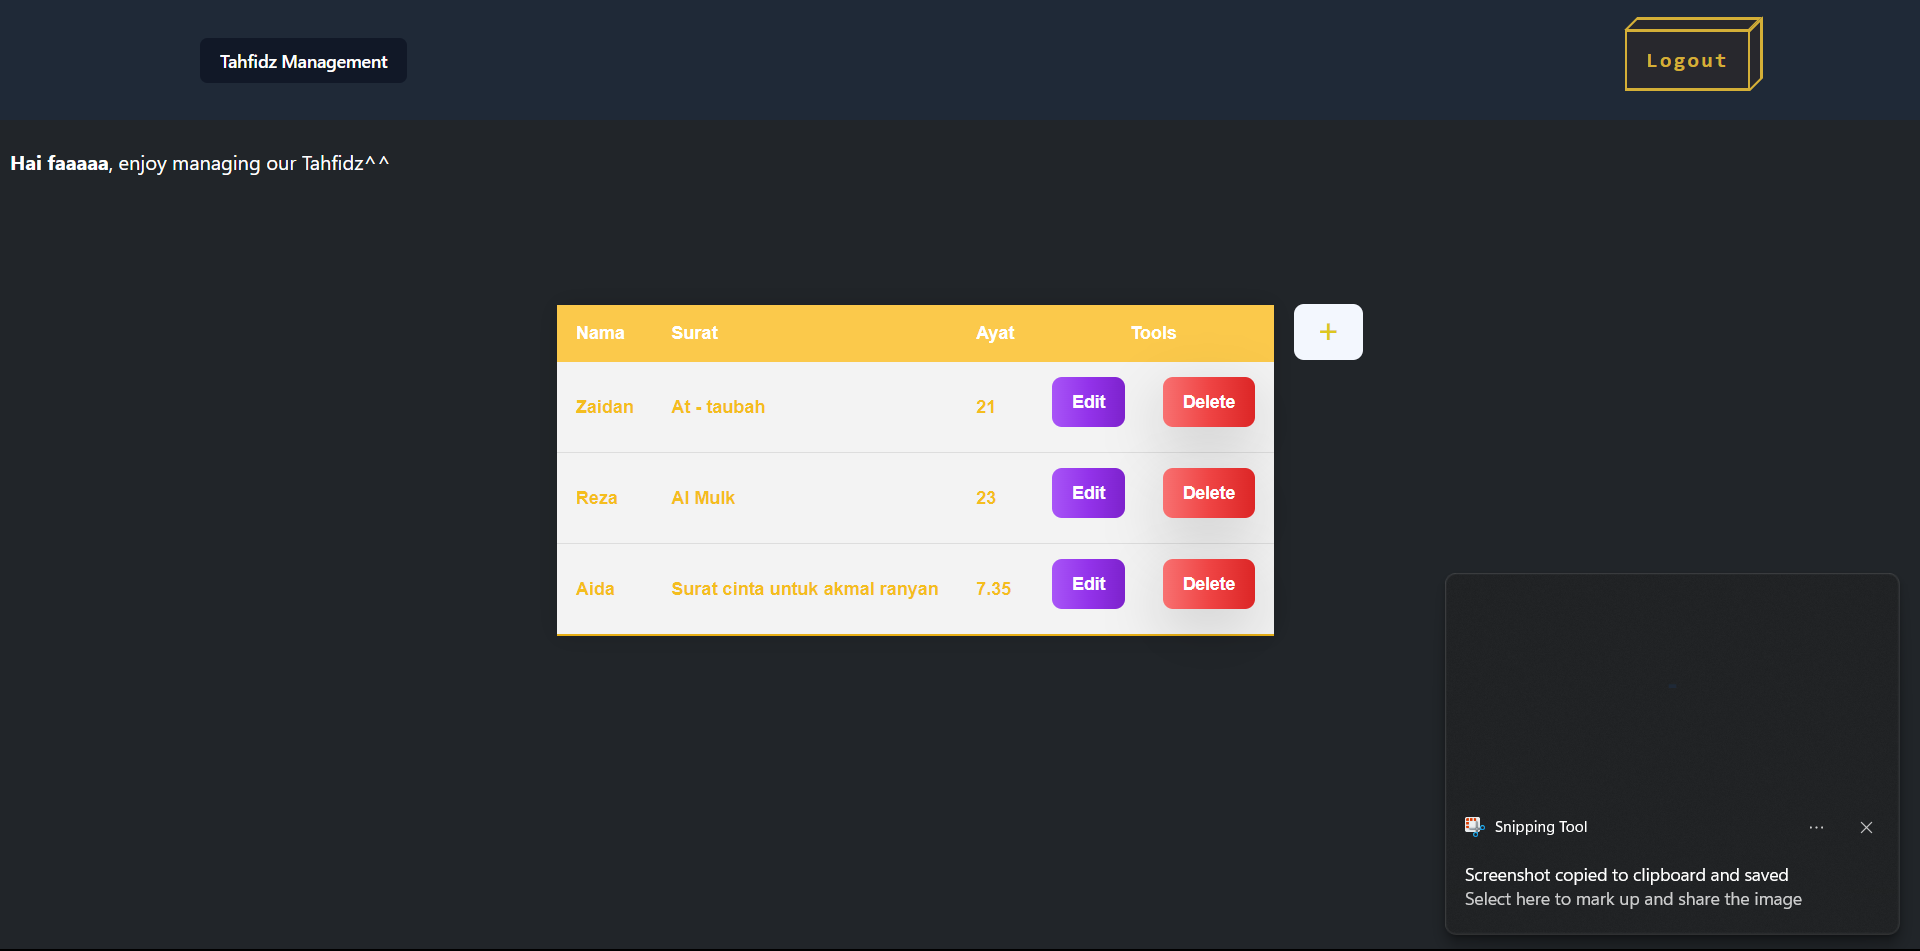 Tahfidz Management
Logout
Hai faaaaa, enjoy managing our Tahfidz^^
Nama Surat Ayat Tools
+
Zaidan At - taubah 21 Edit Delete
Reza Al Mulk 23 Edit Delete
Aida Surat cinta untuk akmal ranyan 7.35 Edit Delete
Snipping Tool
Screenshot copied to clipboard and saved
Select here to mark up and share the image